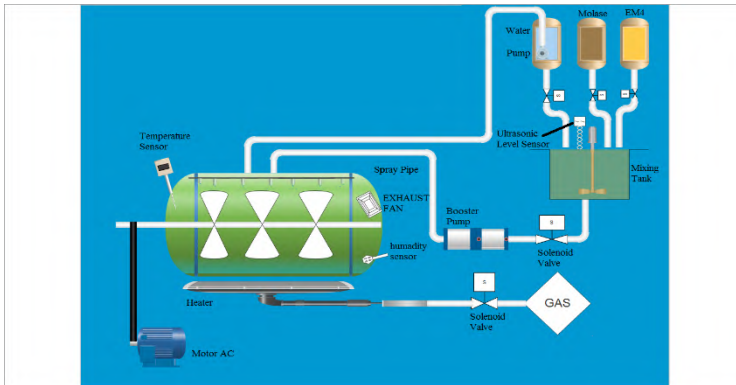 Water
Pump
Molase
EM4
Ultrasonic
Level Sensor
Mixing
Tank
Temperature
Sensor
Spray Pipe
EXHAUST
FAN
Booster
Pump
S
Solenoid
Valve
humadity
sensor
Heater
S
Solenoid
Valve
GAS
Motor AC